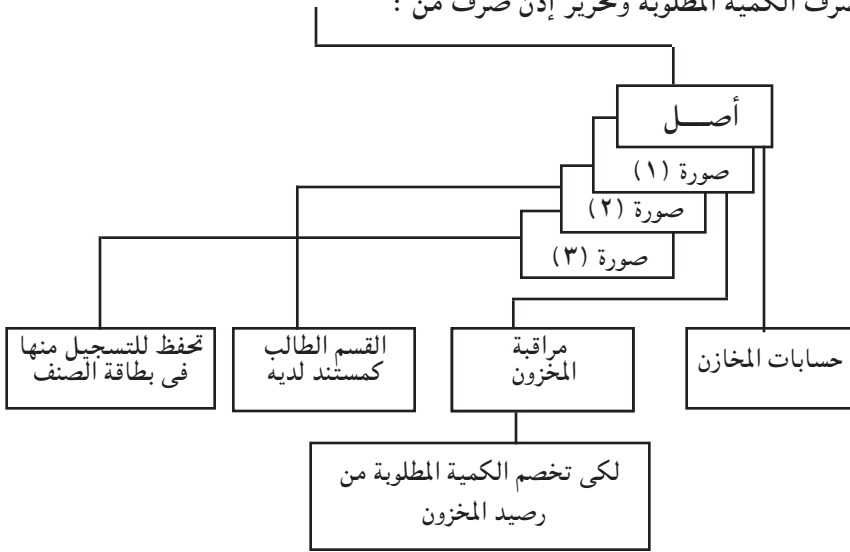 صرف الكمية المطلوبة وتحرير إذن صرف من :
أصــــل
صورة (١)
صورة (٢)
صورة (٣)
حسابات المخازن
مراقبة
المخزون
القسم الطالب
كمستند لديه
تحفظ للتسجيل منها
فى بطاقة الصنف
لكى تخصم الكمية المطلوبة من
رصيد المخزون